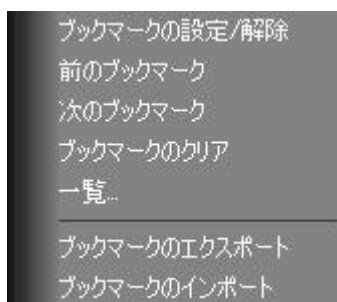 ブックマークの設定/解除
前のブックマーク
次のブックマーク
ブックマークのクリア
一覧...
ブックマークのエクスポート
ブックマークのインポート